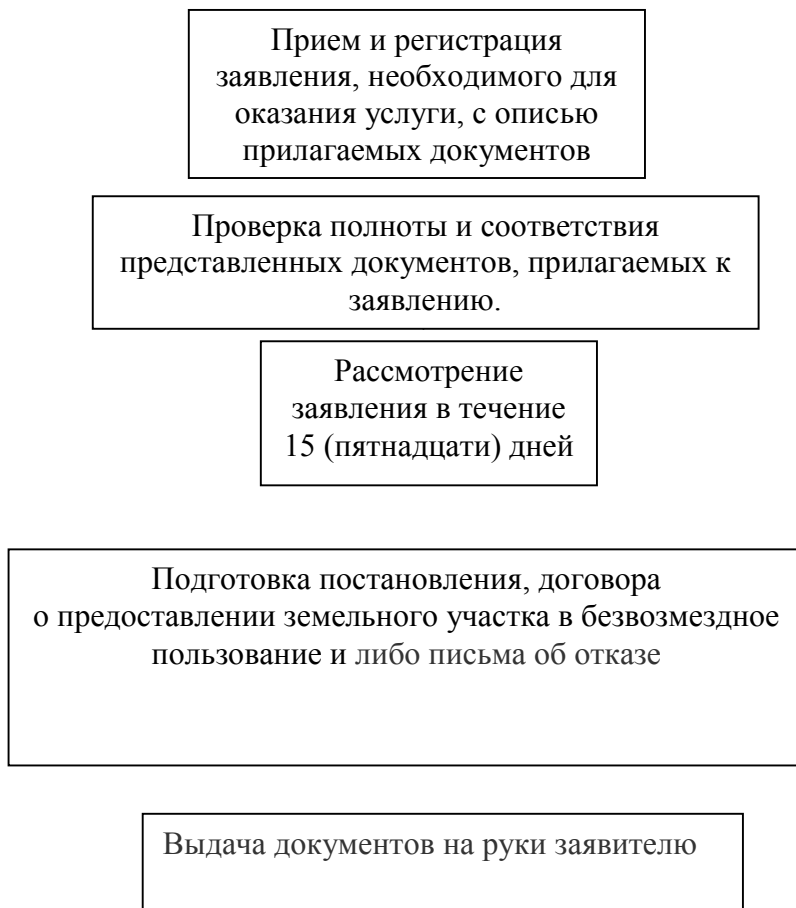 Прием и регистрация
заявления, необходимого для
оказания услуги, с описью
прилагаемых документов
Проверка полноты и соответствия
представленных документов, прилагаемых к
заявлению.
Рассмотрение
заявления в течение
15 (пятнадцати) дней
Подготовка постановления, договора
о предоставлении земельного участка в безвозмездное
пользование и либо письма об отказе
Выдача документов на руки заявителю